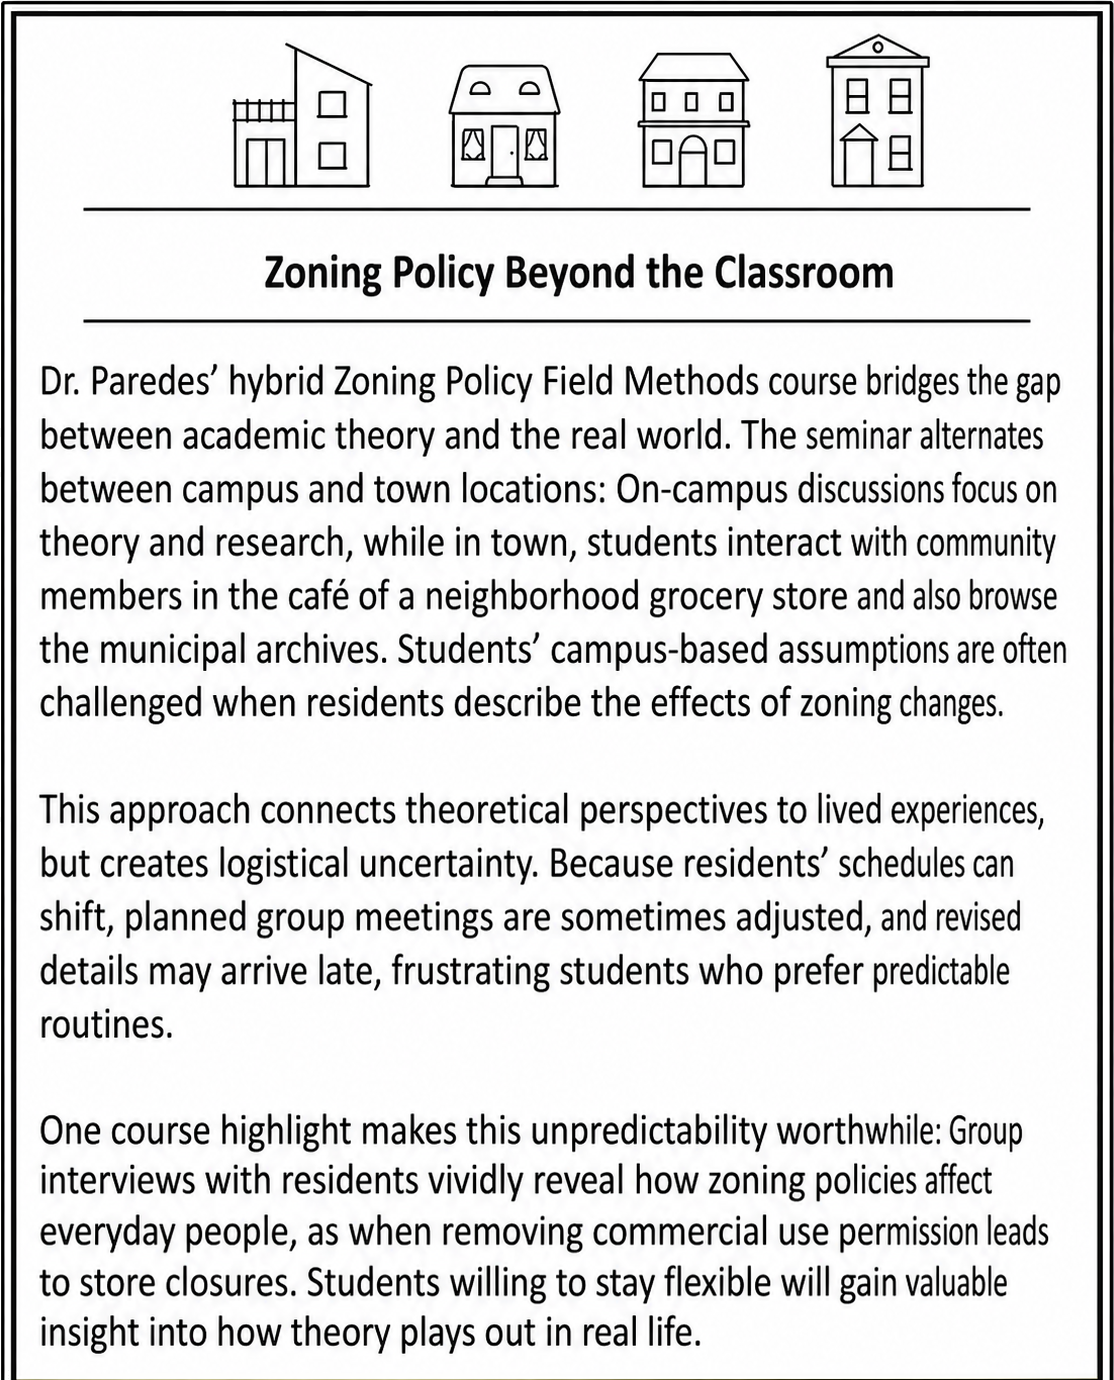 Zoning Policy Beyond the Classroom
Dr. Paredes’ hybrid Zoning Policy Field Methods course bridges the gap
between academic theory and the real world. The seminar alternates
between campus and town locations: On-campus discussions focus on
theory and research, while in town, students interact with community
members in the café of a neighborhood grocery store and also browse
the municipal archives. Students’ campus-based assumptions are often
challenged when residents describe the effects of zoning changes.
This approach connects theoretical perspectives to lived experiences,
but creates logistical uncertainty. Because residents’ schedules can
shift, planned group meetings are sometimes adjusted, and revised
details may arrive late, frustrating students who prefer predictable
routines.
One course highlight makes this unpredictability worthwhile: Group
interviews with residents vividly reveal how zoning policies affect
everyday people, as when removing commercial use permission leads
to store closures. Students willing to stay flexible will gain valuable
insight into how theory plays out in real life.